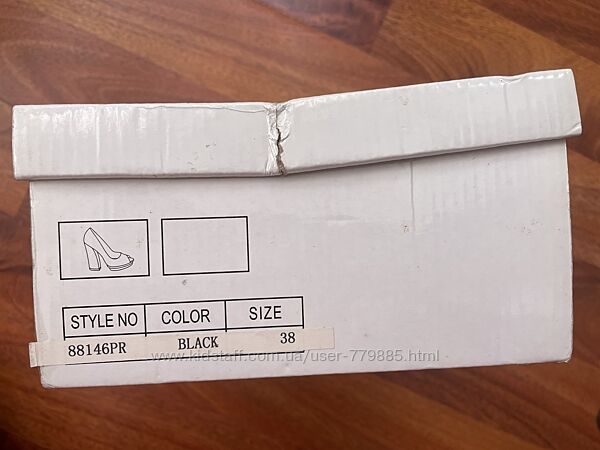 STYLE NO COLOR SIZE
88146PR BLACK 38
www.kidstaff.com.ua/user-779885.html